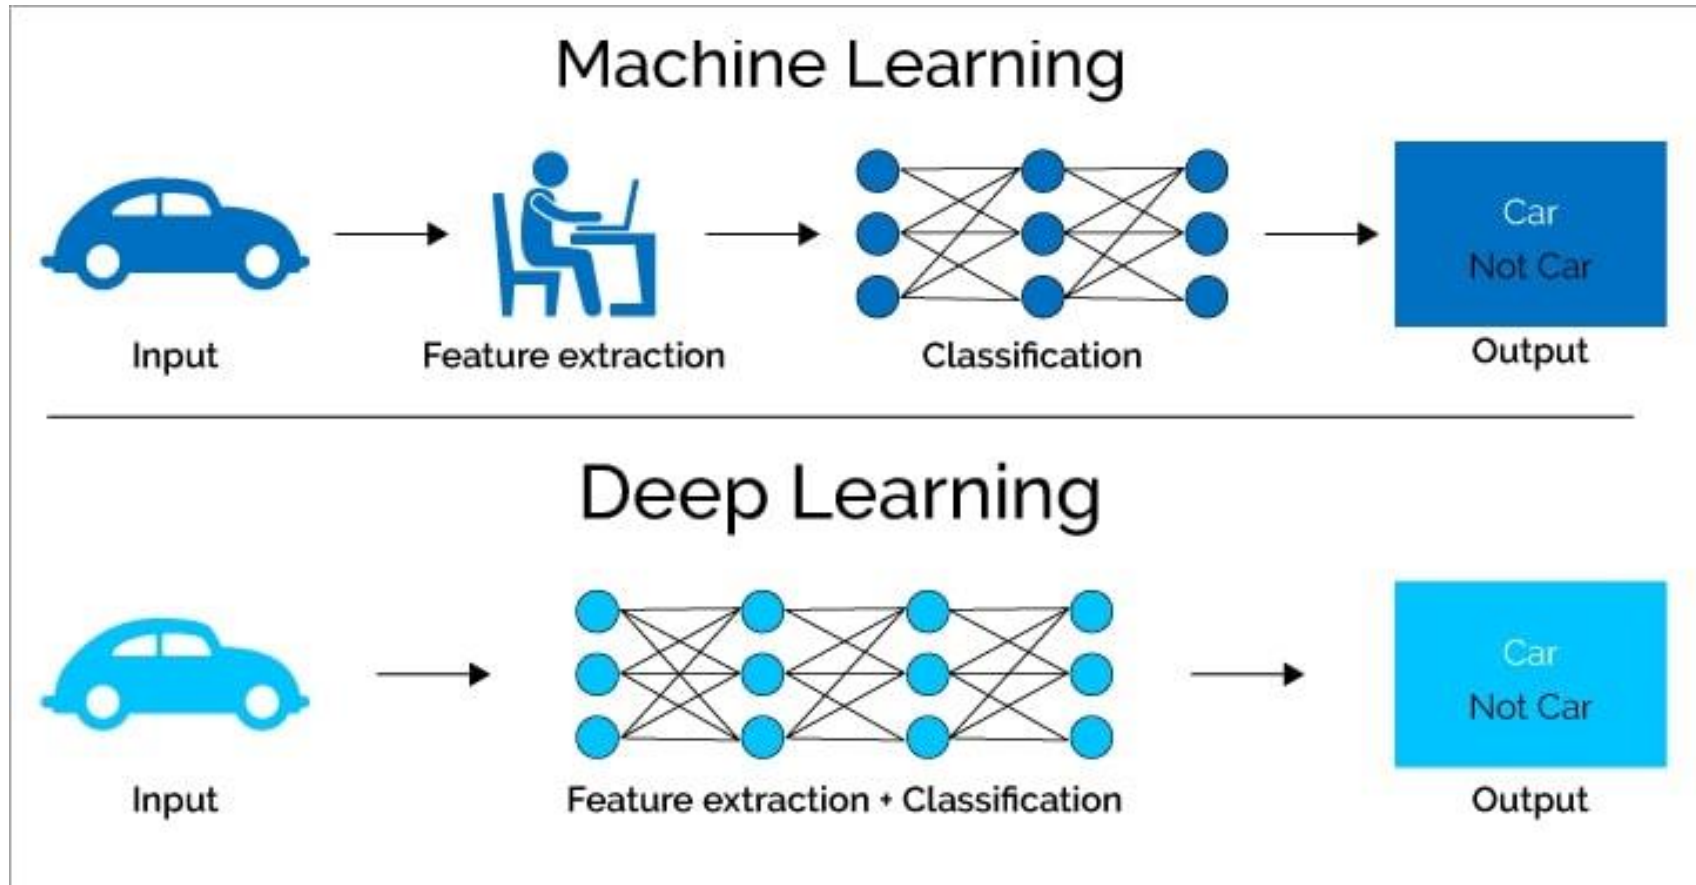 Machine Learning
Car
Not Car
Input
Feature extraction
Classification
Output
Deep Learning
Car
Not Car
Input
Feature extraction + Classification
Output